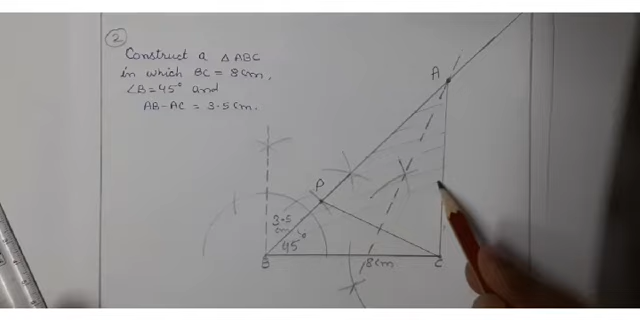 2
Construct a △ABC
in which BC = 8cm,
∠B=45° and
AB-AC = 3.5cm.
A
P
3.5
cm
45°
B
8cm
C